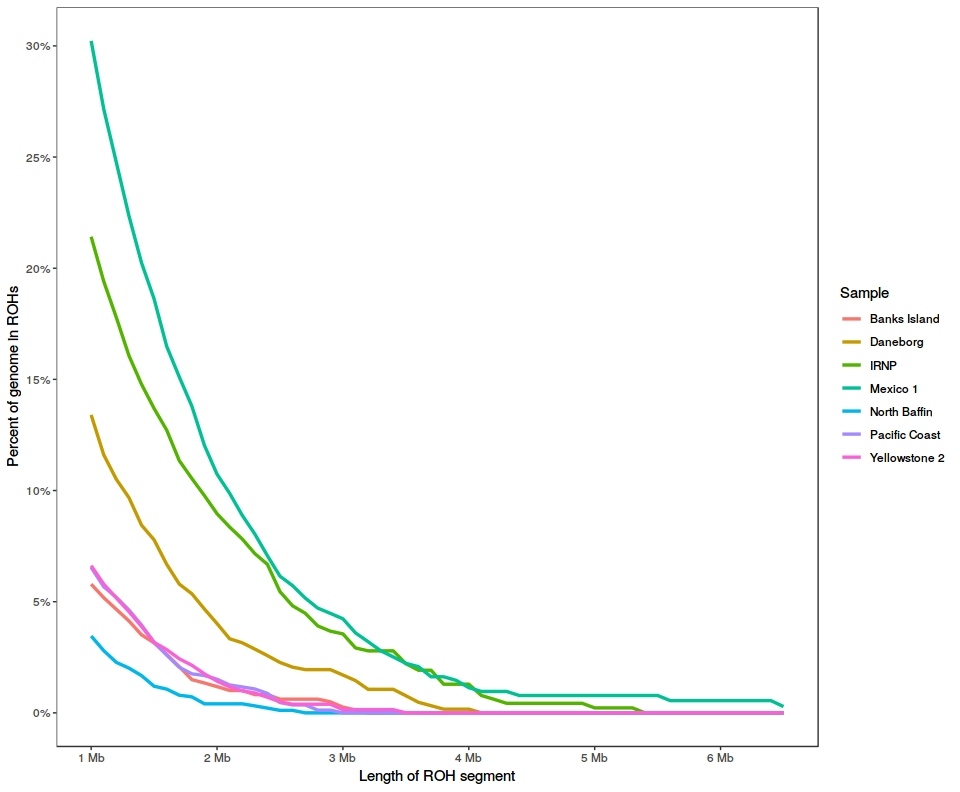 30%
25%
20%
15%
10%
5%
0%
Percent of genome in ROHs
1 Mb
2 Mb
3 Mb
4 Mb
5 Mb
6 Mb
Length of ROH segment
Sample
Banks Island
Daneborg
IRNP
Mexico 1
North Baffin
Pacific Coast
Yellowstone 2